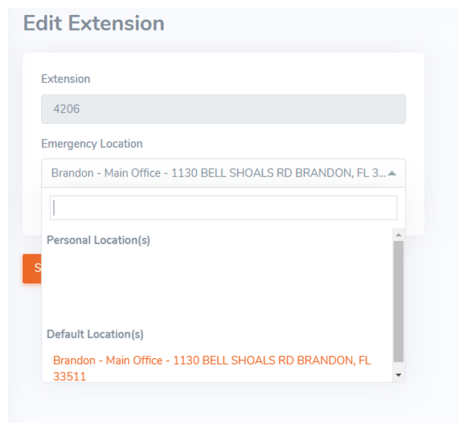 Edit Extension
Extension
4206
Emergency Location
Brandon - Main Office - 1130 BELL SHOALS RD BRANDON, FL 3...
Personal Location(s)
S
Default Location(s)
Brandon - Main Office - 1130 BELL SHOALS RD BRANDON, FL
33511